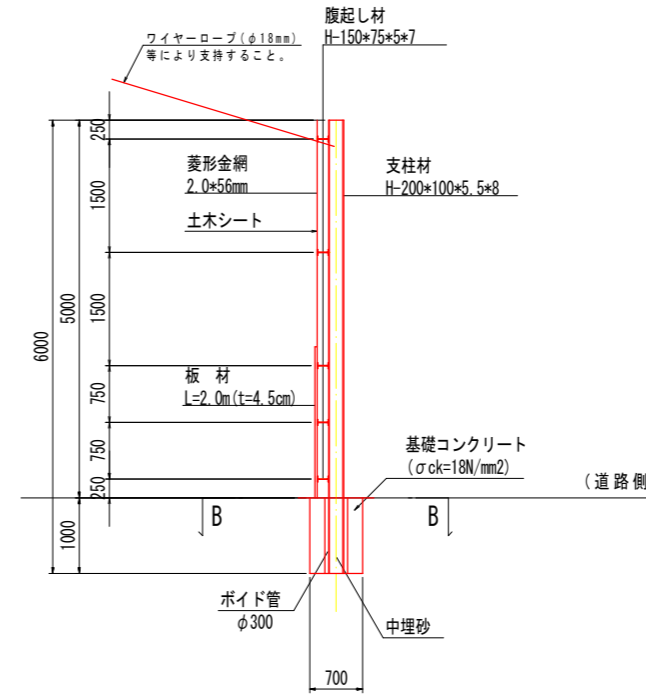 腹起し材
H-150*75*5*7
ワイヤーロープ(φ18mm)
等により支持すること。
菱形金網
2.0*56mm
土木シート
支柱材
H-200*100*5.5*8
板 材
L=2.0m(t=4.5cm)
基礎コンクリート
(σck=18N/mm2)
(道路側
250
1500
1500
750
750
250
5000
6000
1000
B
B
ボイド管
φ300
中埋砂
700